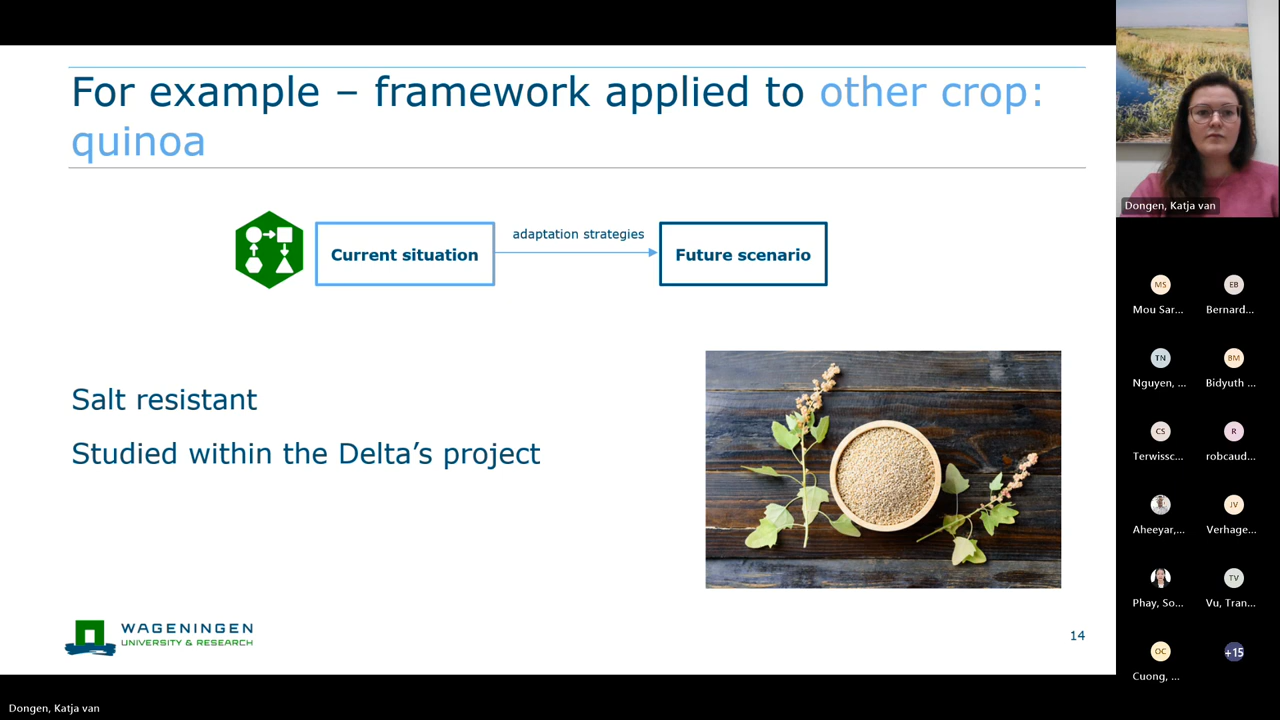 For example – framework applied to other crop:
quinoa
Current situation
adaptation strategies
Future scenario
Salt resistant
Studied within the Delta's project
WAGENINGEN
UNIVERSITY & RESEARCH
14
Dongen, Katja van
MS
EB
Mou Sar...
Bernard...
TN
BM
Nguyen, ...
Bidyuth ...
CS
R
Terwissc...
robcaud...
JV
Aheeyar,...
Verhage...
TV
Phay, So...
Vu, Tran...
OC
+15
Cuong, ...
Dongen, Katja van